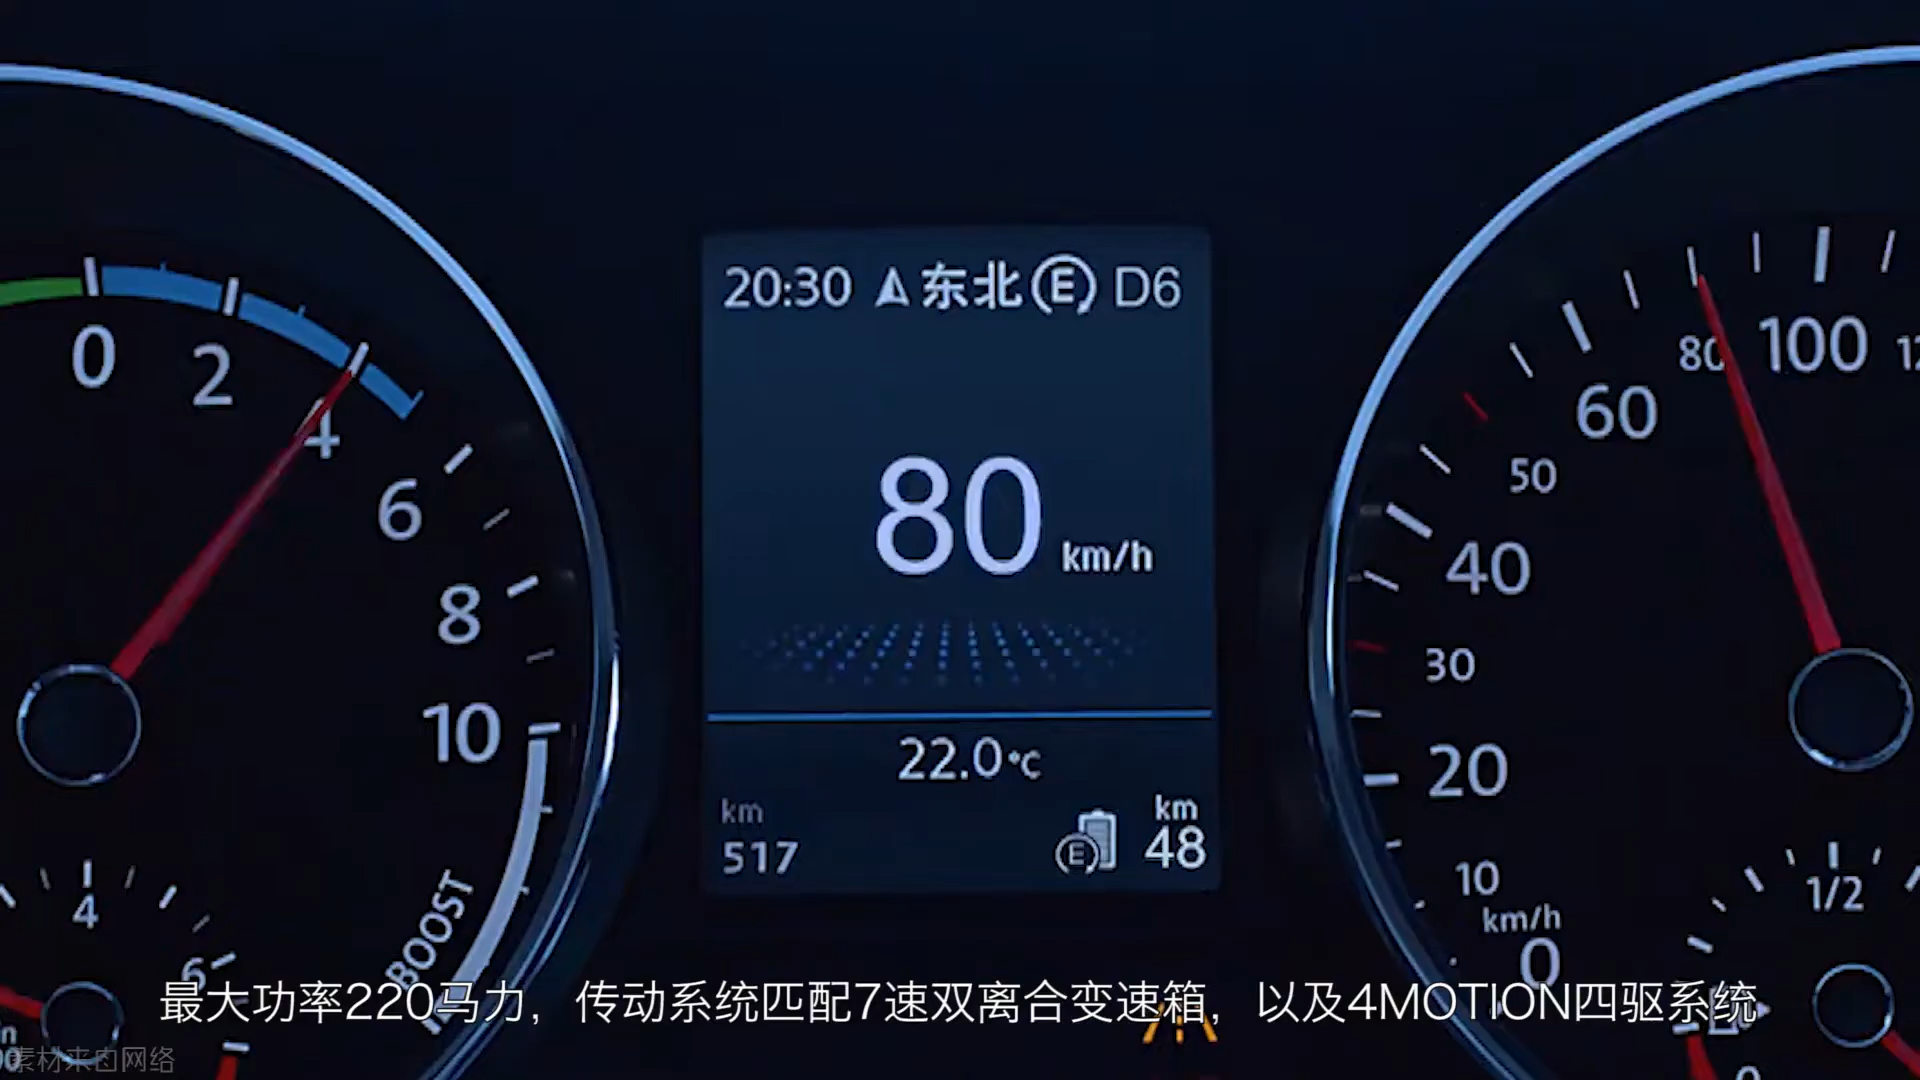 20:30 东北 E D6
80 km/h
22.0°C
km
517
E
km
48
0
2
4
6
8
10
BOOST
4
6
100
80
60
50
40
30
20
10
km/h
0
1/2
0
最大功率220马力，传动系统匹配7速双离合变速箱，以及4MOTION四驱系统
素材来自网络